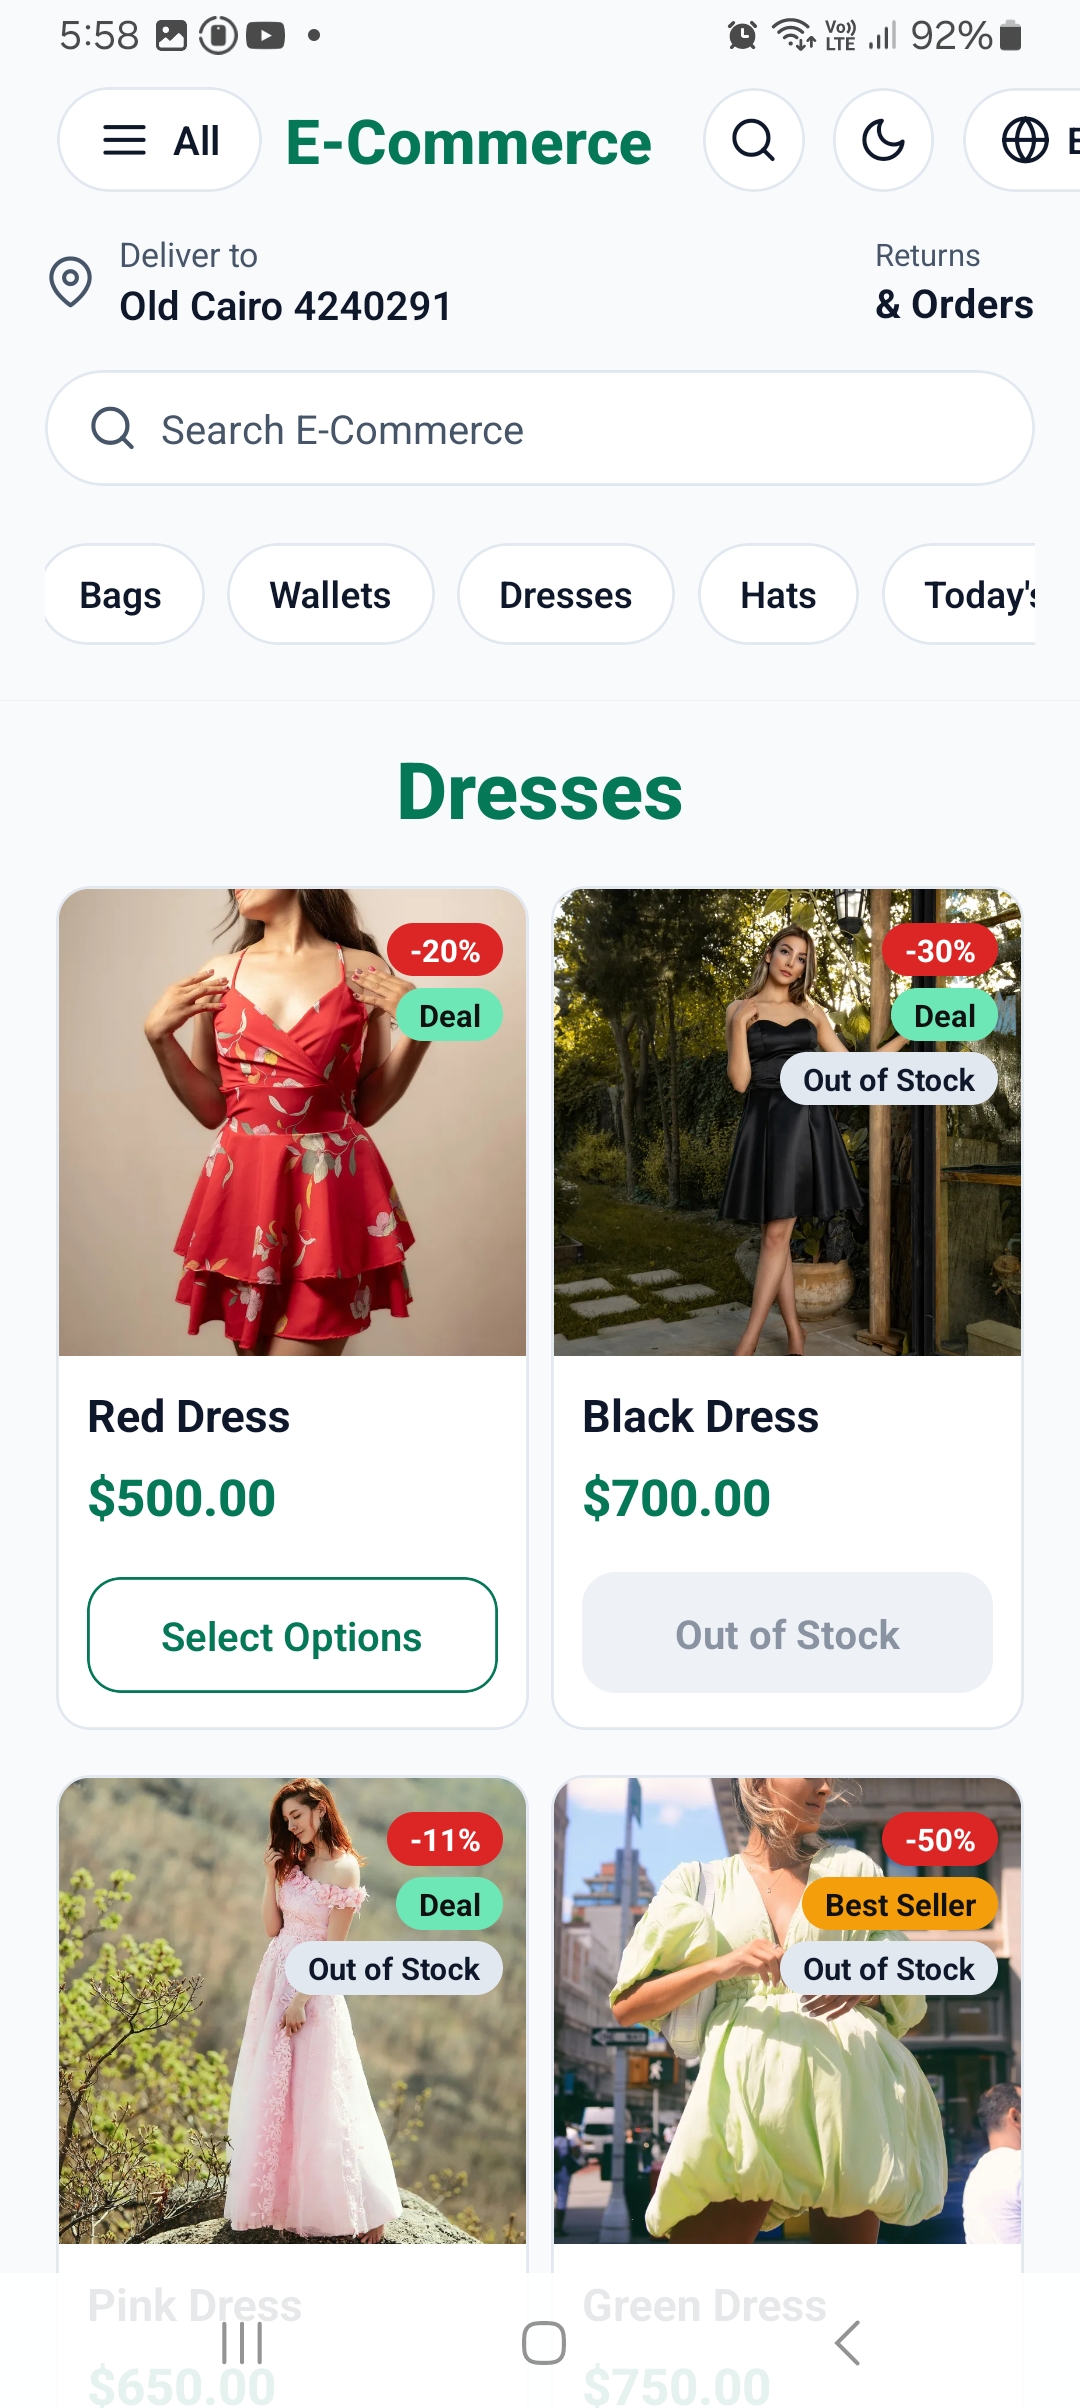 5:58
Vo)) LTE 92%
All
E-Commerce
Deliver to
Old Cairo 4240291
Returns
& Orders
Search E-Commerce
Bags
Wallets
Dresses
Hats
Today's
Dresses
-20%
Deal
-30%
Deal
Out of Stock
Red Dress
$500.00
Select Options
Black Dress
$700.00
Out of Stock
-11%
Deal
Out of Stock
-50%
Best Seller
Out of Stock
Pink Dress
$650.00
Green Dress
$750.00